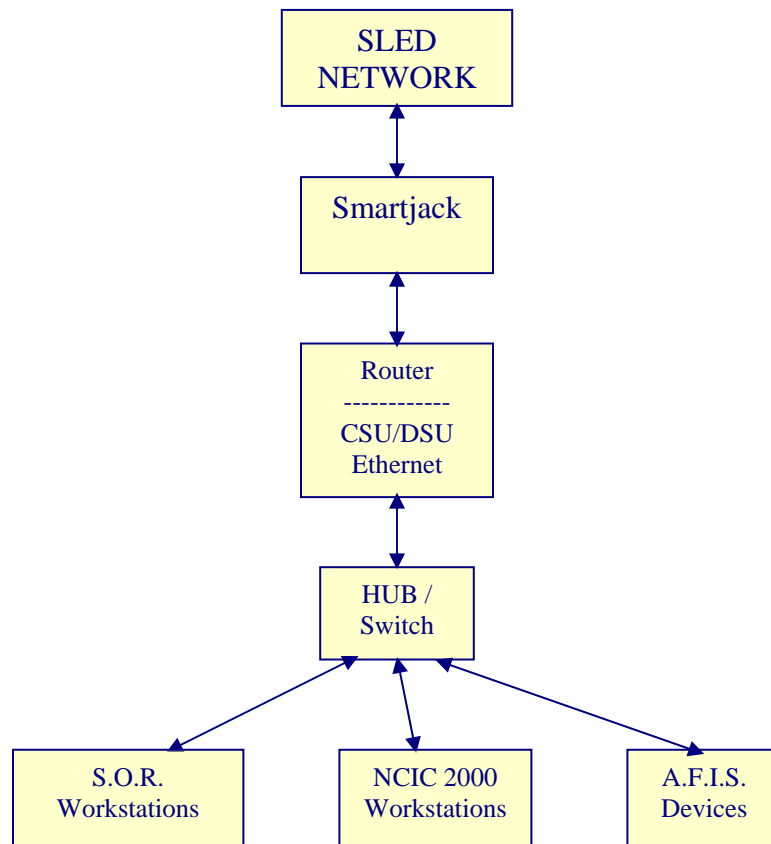 SLED
NETWORK
Smartjack
Router
------------
CSU/DSU
Ethernet
HUB /
Switch
S.O.R.
Workstations
NCIC 2000
Workstations
A.F.I.S.
Devices